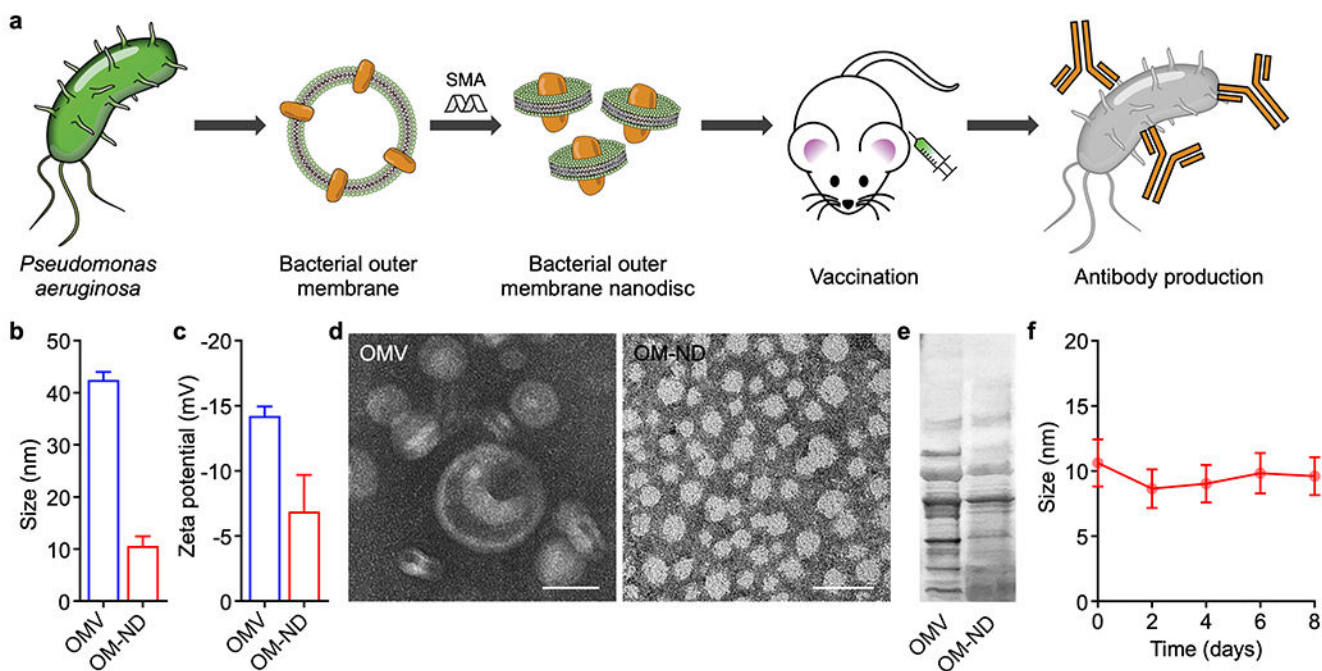 a
SMA
Pseudomonas
aeruginosa
Bacterial outer
membrane
Bacterial outer
membrane nanodisc
Vaccination
Antibody production
b
Size (nm)
50
40
30
20
10
0
OMV
OM-ND
c
Zeta potential (mV)
-20
-15
-10
-5
0
OMV
OM-ND
d
OMV
OM-ND
e
OMV
OM-ND
f
Size (nm)
20
15
10
5
0
0 2 4 6 8
Time (days)